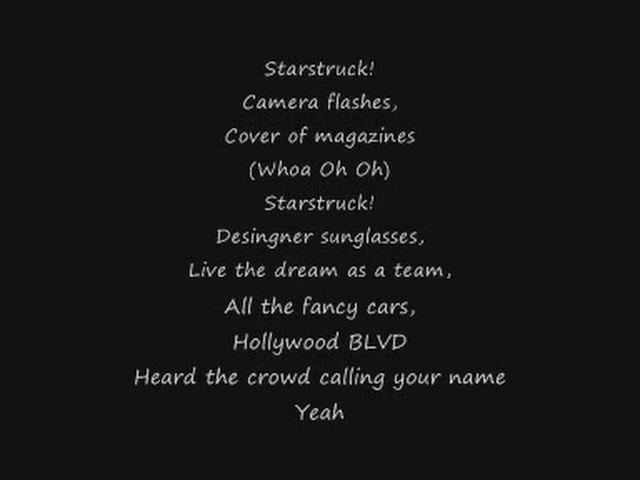 Starstruck!
Camera flashes,
Cover of magazines
(Whoa Oh Oh)
Starstruck!
Desingner sunglasses,
Live the dream as a team,
All the fancy cars,
Hollywood BLVD
Heard the crowd calling your name
Yeah